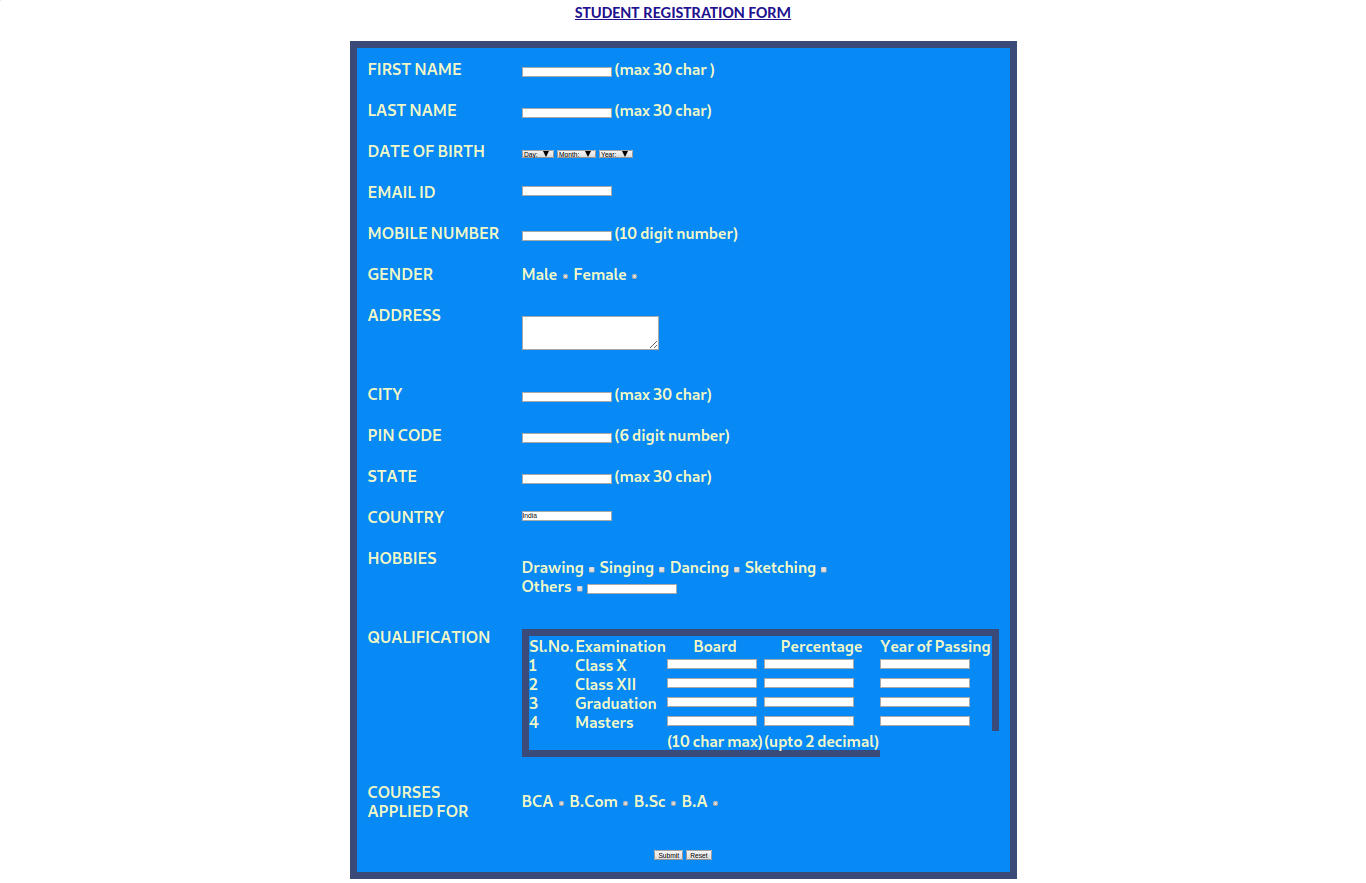 STUDENT REGISTRATION FORM
FIRST NAME (max 30 char )
LAST NAME (max 30 char)
DATE OF BIRTH Day: Month: Year:
EMAIL ID
MOBILE NUMBER (10 digit number)
GENDER Male Female
ADDRESS
CITY (max 30 char)
PIN CODE (6 digit number)
STATE (max 30 char)
COUNTRY India
HOBBIES
Drawing Singing Dancing Sketching
Others
QUALIFICATION
Sl.No. Examination Board Percentage Year of Passing
1 Class X
2 Class XII
3 Graduation
4 Masters
(10 char max) (upto 2 decimal)
COURSES
APPLIED FOR
BCA B.Com B.Sc B.A
Submit Reset